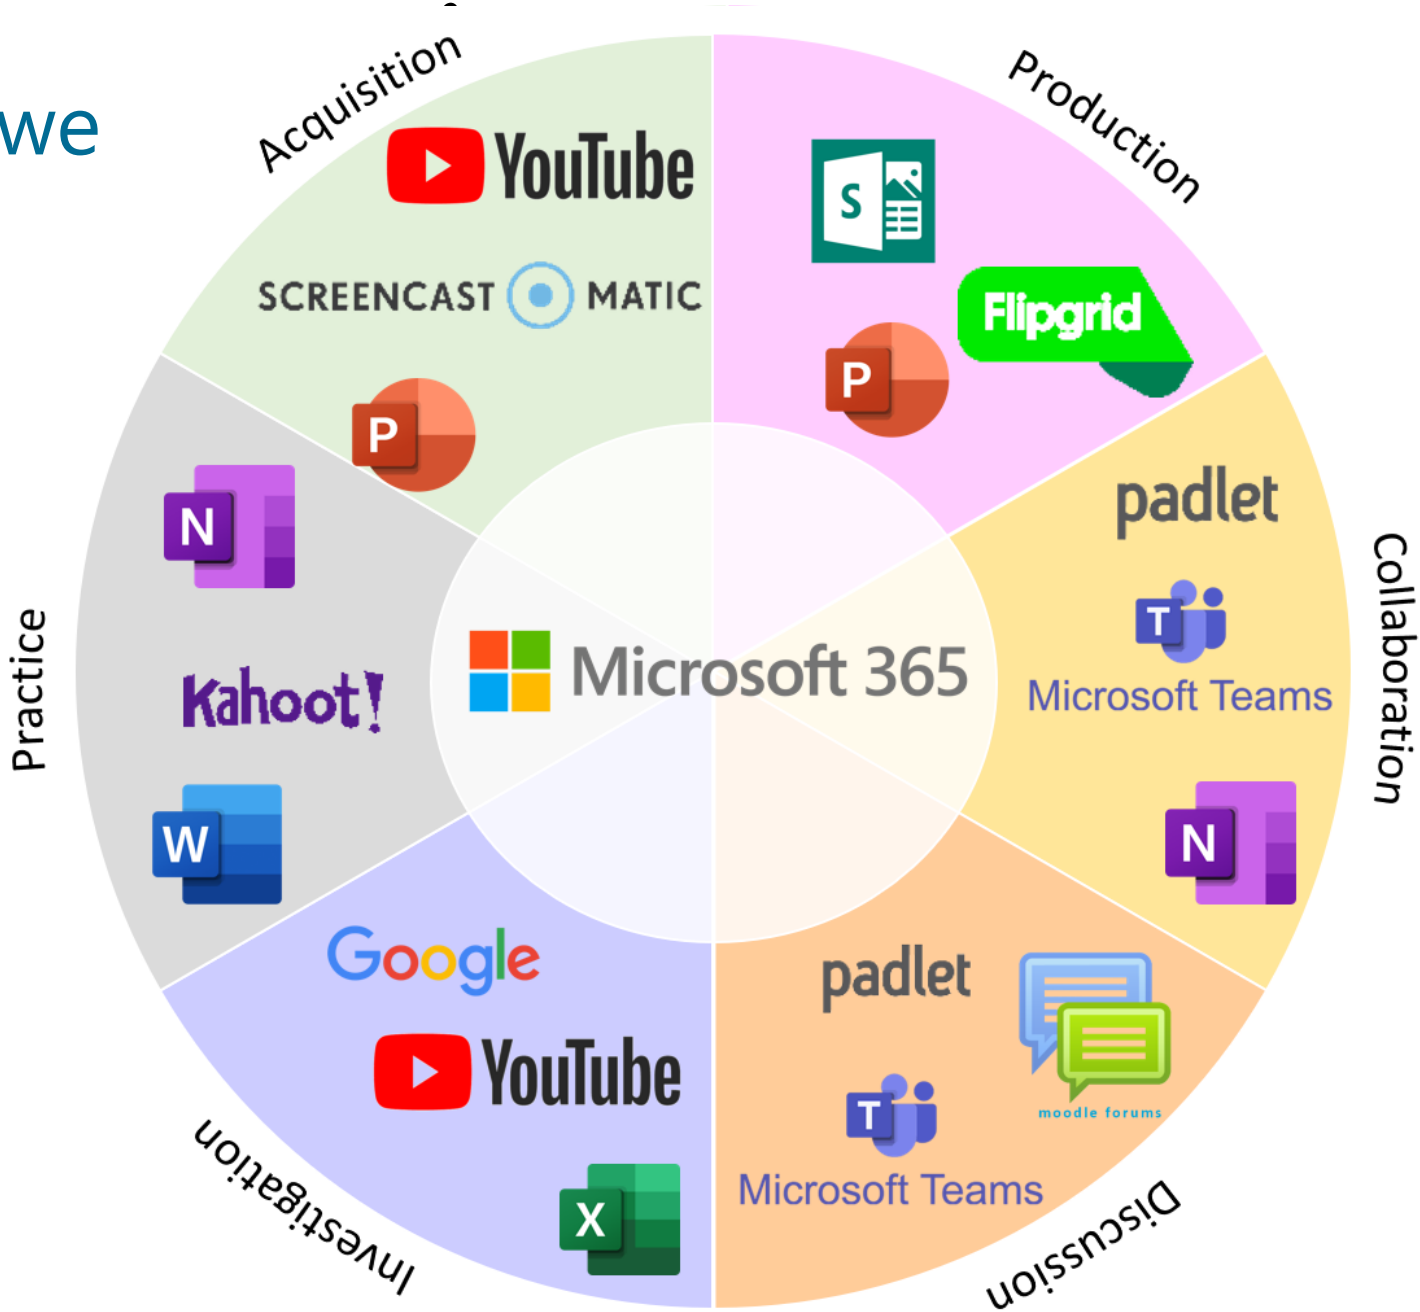 we
Acquisition
YouTube
SCREENCAST MATIC
P
Production
S
Flipgrid
P
Collaboration
padlet
T
Microsoft Teams
N
Discussion
padlet
moodle forums
T
Microsoft Teams
Investigation
Google
YouTube
X
Practice
N
Kahoot!
W
Microsoft 365